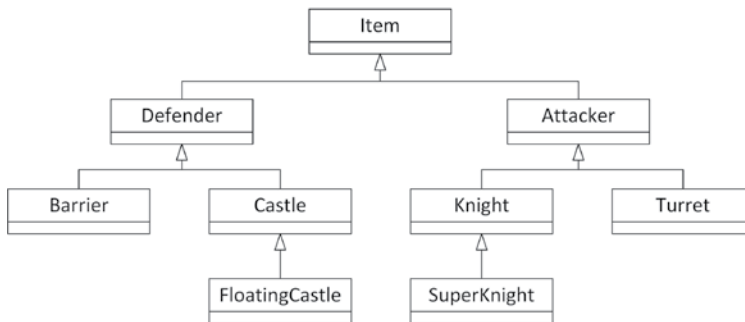 Item
Defender
Attacker
Barrier
Castle
Knight
Turret
FloatingCastle
SuperKnight